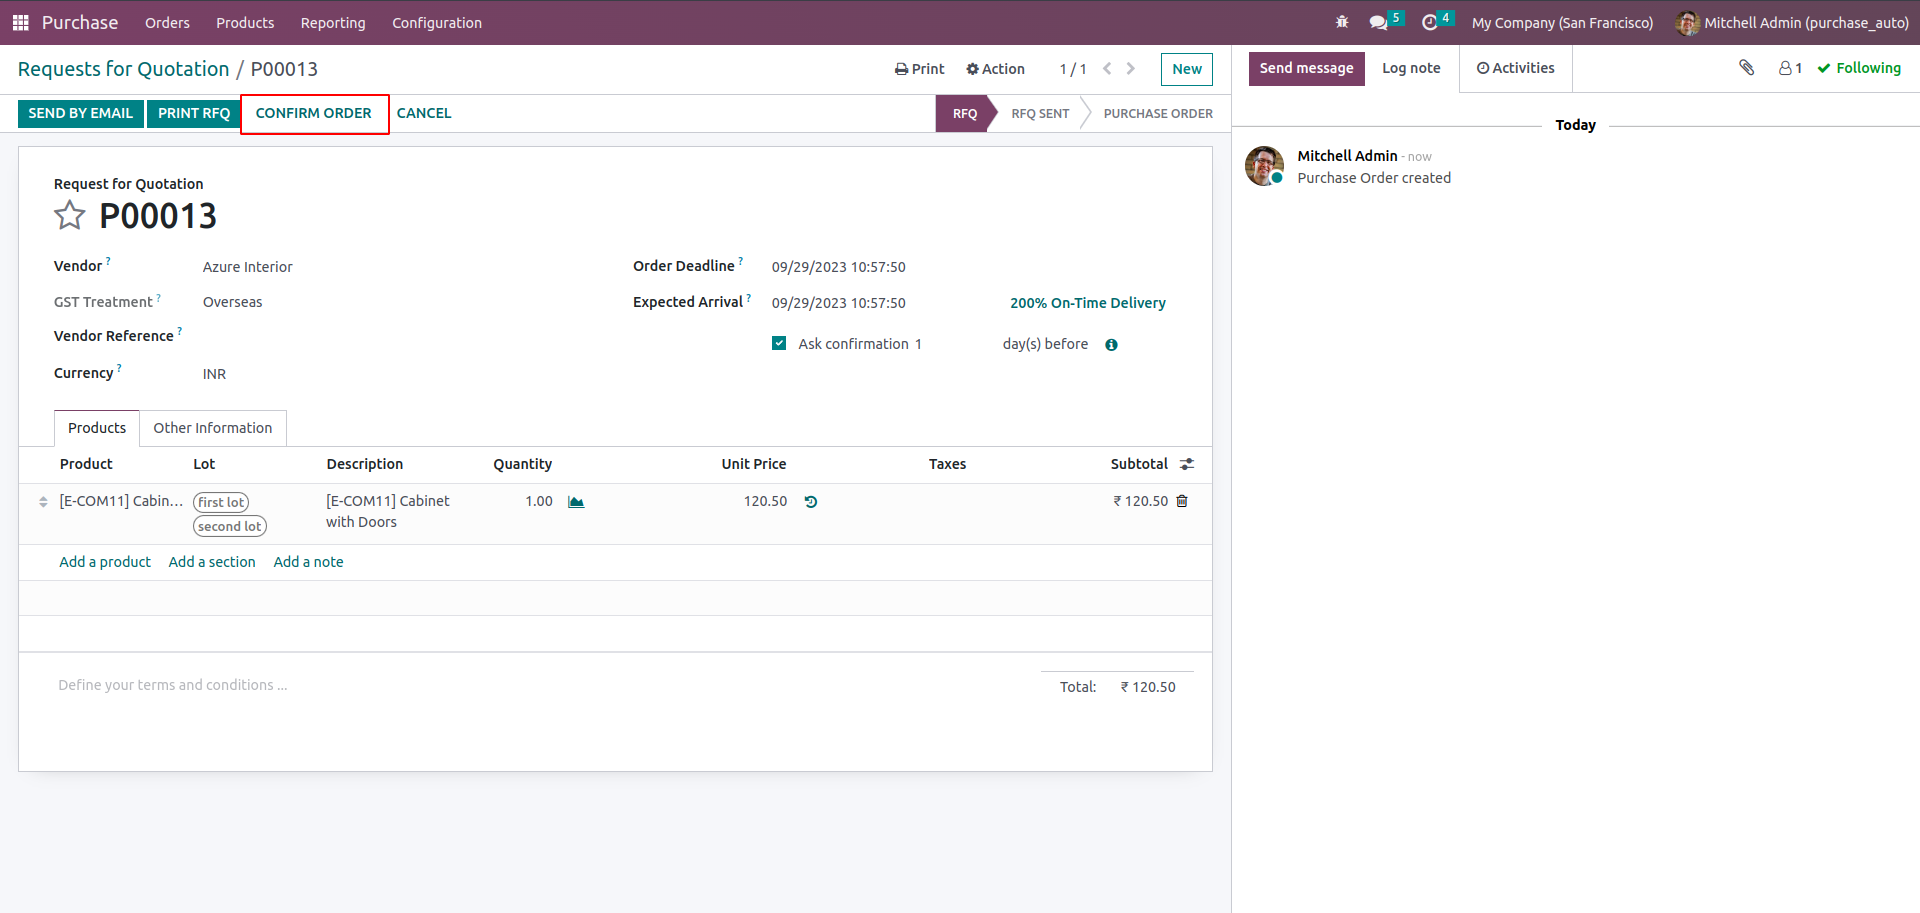 Purchase Orders Products Reporting Configuration 5 4 My Company (San Francisco) Mitchell Admin (purchase_auto)
Requests for Quotation / P00013 Print Action 1 / 1 New
Send message Log note Activities 1 Following
SEND BY EMAIL PRINT RFQ CONFIRM ORDER CANCEL RFQ RFQ SENT PURCHASE ORDER
Today
Mitchell Admin - now
Purchase Order created
Request for Quotation
P00013
Vendor ? Azure Interior Order Deadline ? 09/29/2023 10:57:50
GST Treatment ? Overseas Expected Arrival ? 09/29/2023 10:57:50 200% On-Time Delivery
Vendor Reference ? Ask confirmation 1 day(s) before
Currency ? INR
Products Other Information
Product Lot Description Quantity Unit Price Taxes Subtotal
[E-COM11] Cabin... first lot [E-COM11] Cabinet 1.00 120.50 ₹ 120.50
second lot with Doors
Add a product Add a section Add a note
Define your terms and conditions ... Total: ₹ 120.50